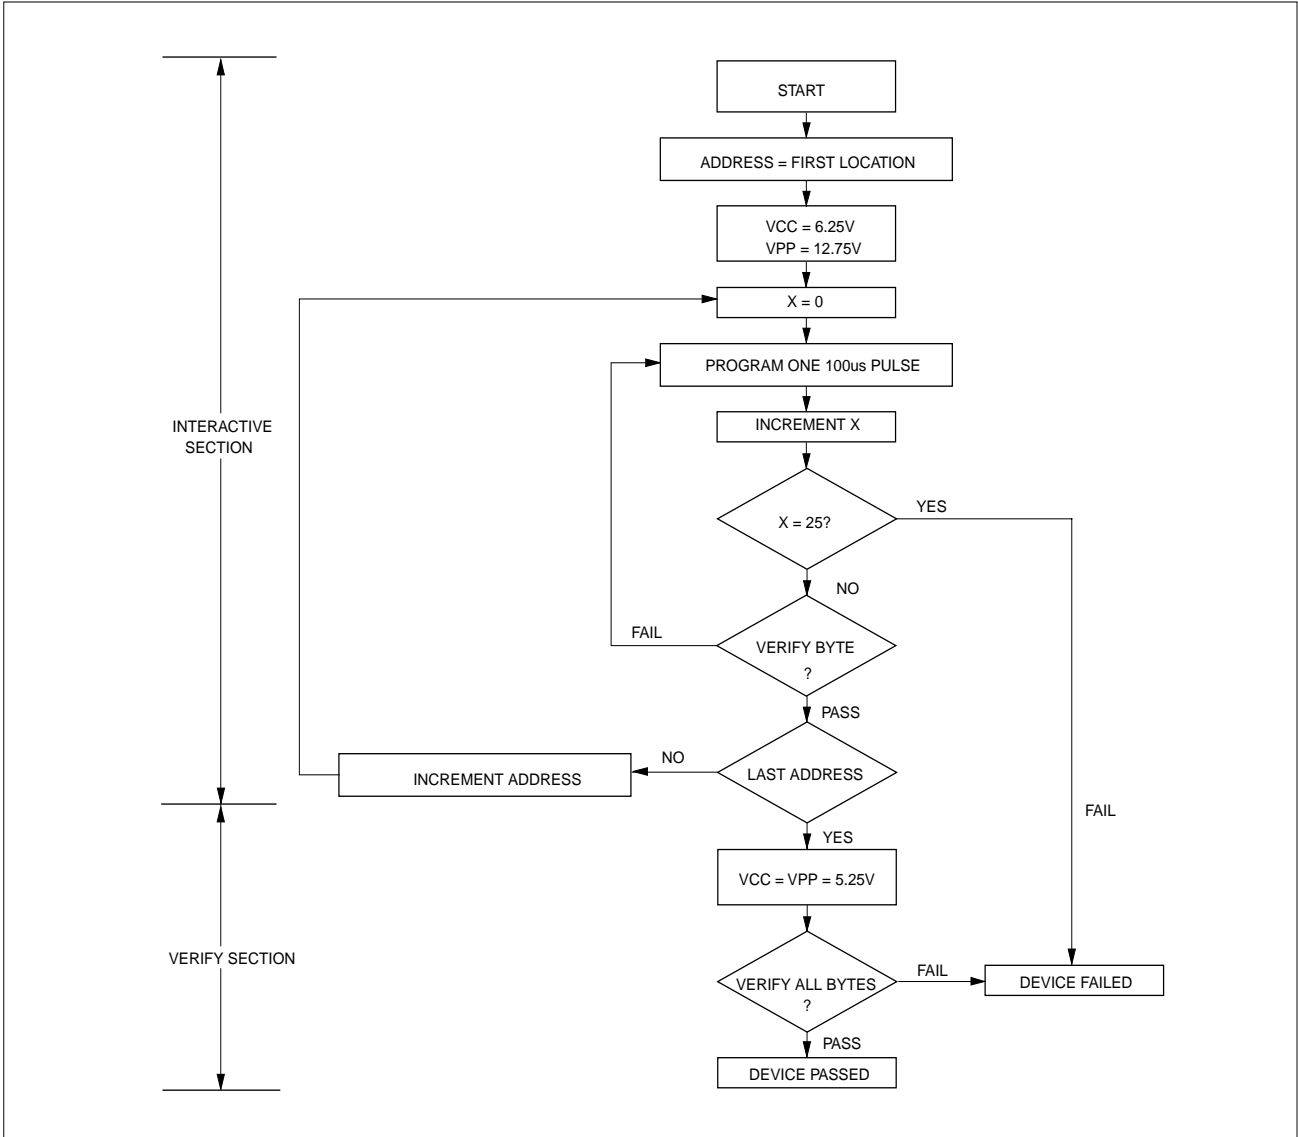 START
ADDRESS = FIRST LOCATION
VCC = 6.25V
VPP = 12.75V
X = 0
PROGRAM ONE 100us PULSE
INCREMENT X
INTERACTIVE
SECTION
X = 25?
YES
NO
FAIL
VERIFY BYTE
?
PASS
NO
INCREMENT ADDRESS
LAST ADDRESS
FAIL
YES
VCC = VPP = 5.25V
VERIFY SECTION
VERIFY ALL BYTES
?
FAIL
DEVICE FAILED
PASS
DEVICE PASSED